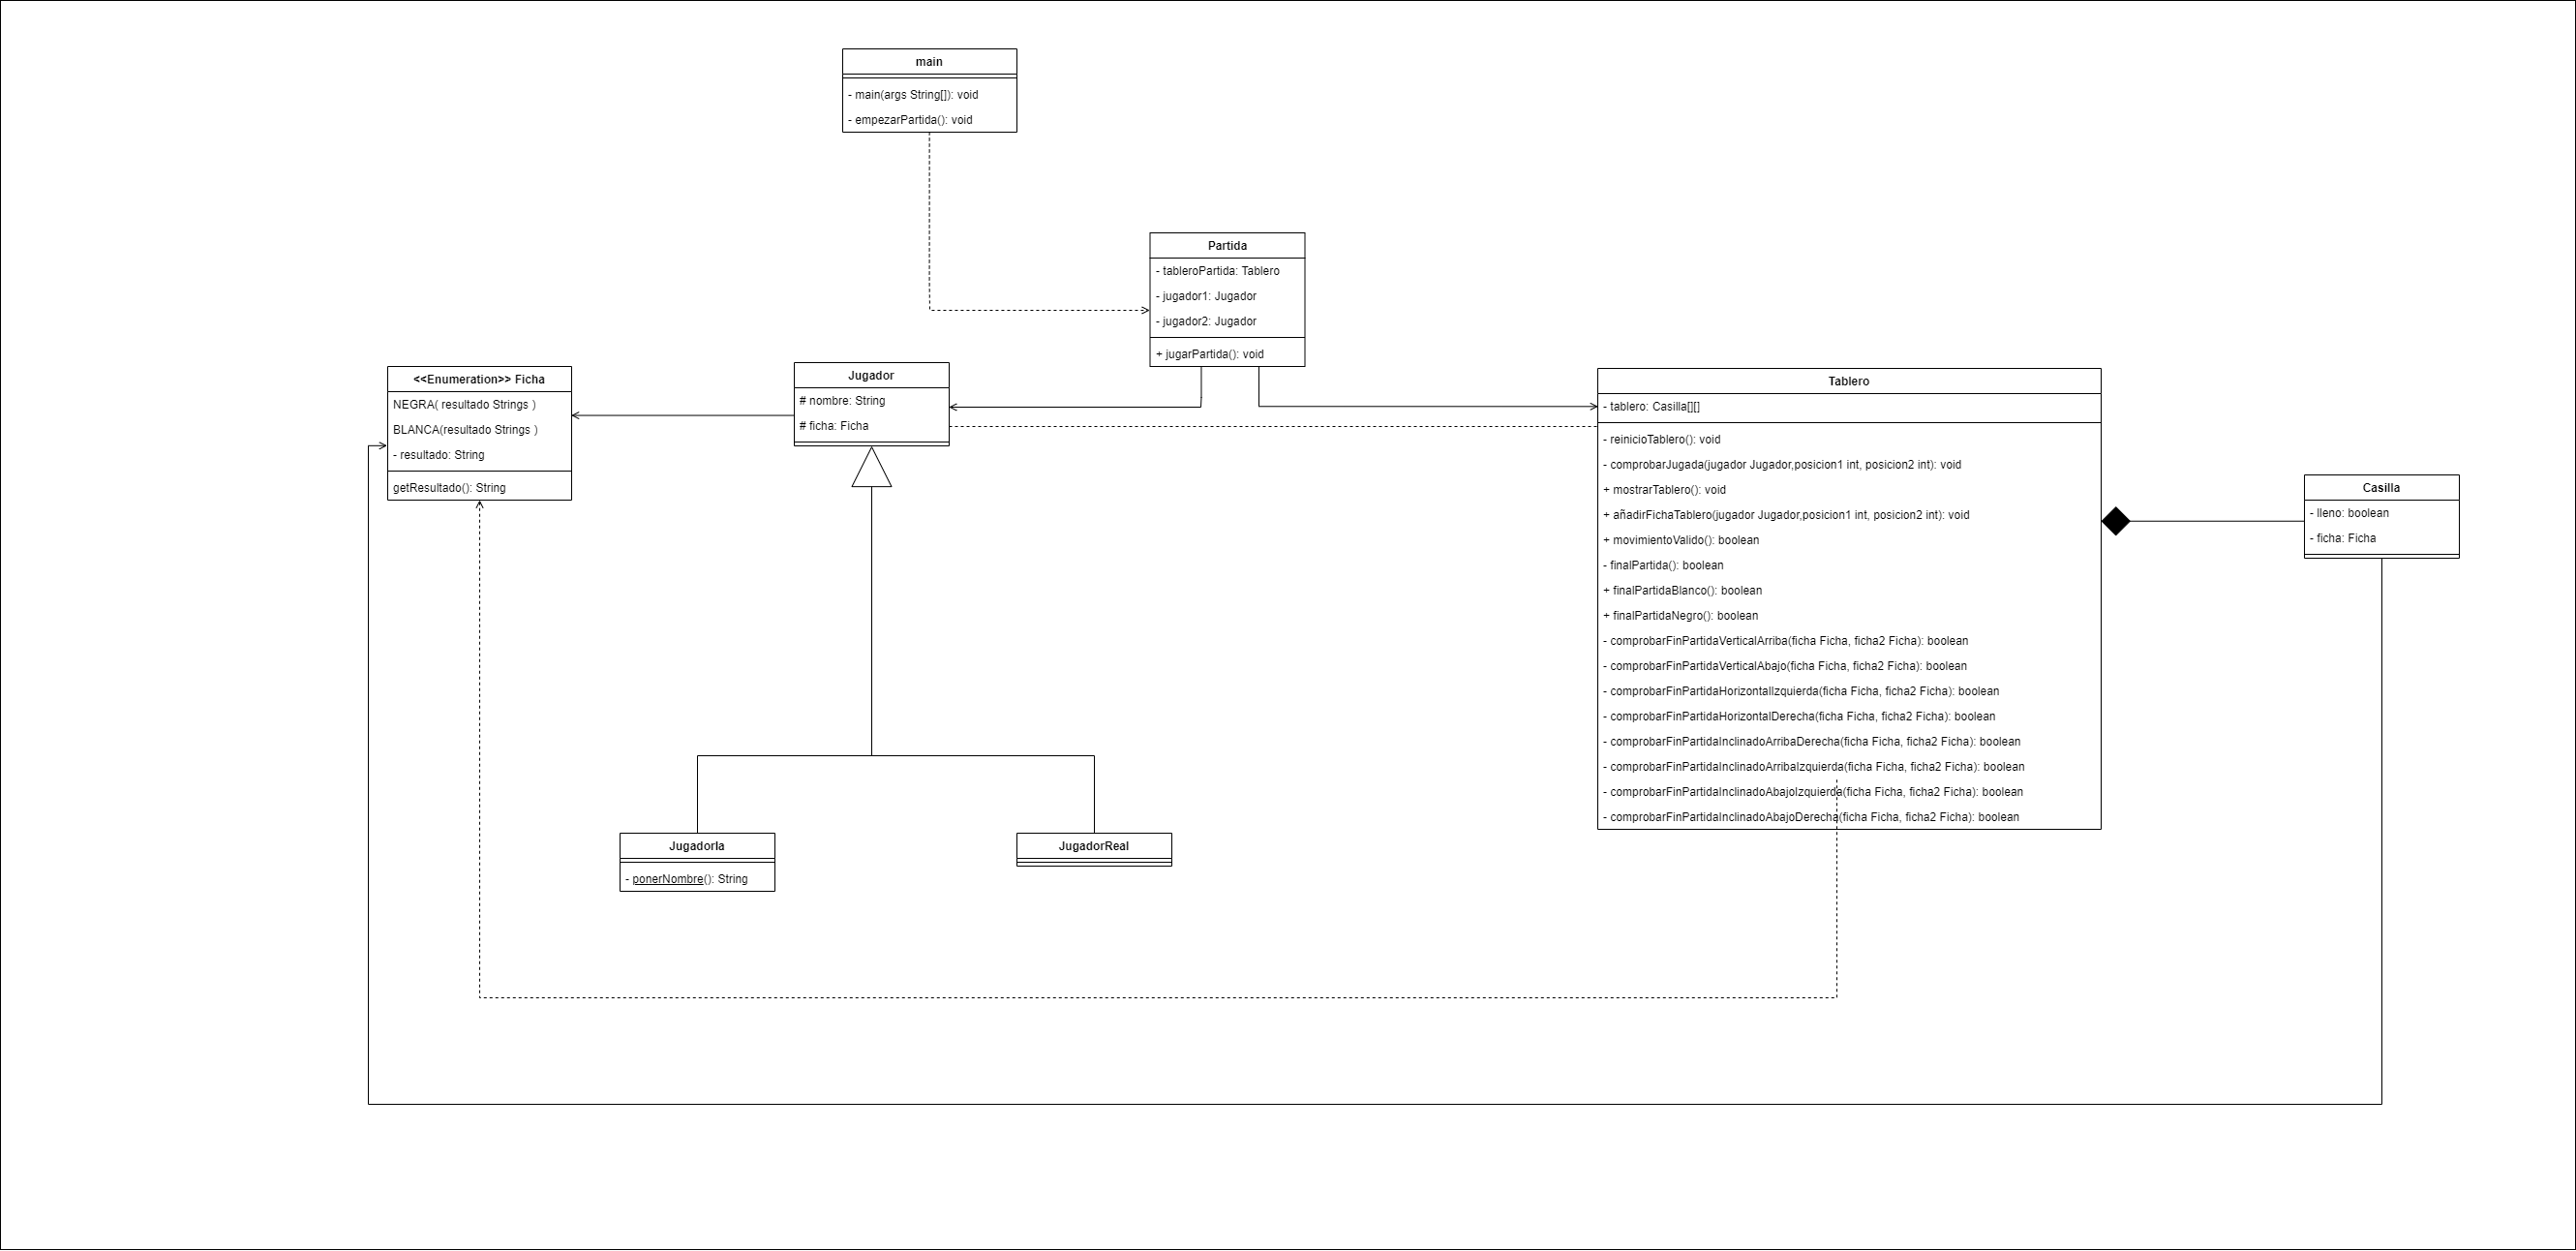 main
- main(args String[]): void
- empezarPartida(): void
Partida
- tableroPartida: Tablero
- jugador1: Jugador
- jugador2: Jugador
+ jugarPartida(): void
<<Enumeration>> Ficha
NEGRA( resultado Strings )
BLANCA(resultado Strings )
- resultado: String
getResultado(): String
Jugador
# nombre: String
# ficha: Ficha
Tablero
- tablero: Casilla[][]
- reinicioTablero(): void
- comprobarJugada(jugador Jugador,posicion1 int, posicion2 int): void
+ mostrarTablero(): void
+ añadirFichaTablero(jugador Jugador,posicion1 int, posicion2 int): void
+ movimientoValido(): boolean
- finalPartida(): boolean
+ finalPartidaBlanco(): boolean
+ finalPartidaNegro(): boolean
- comprobarFinPartidaVerticalArriba(ficha Ficha, ficha2 Ficha): boolean
- comprobarFinPartidaVerticalAbajo(ficha Ficha, ficha2 Ficha): boolean
- comprobarFinPartidaHorizontalIzquierda(ficha Ficha, ficha2 Ficha): boolean
- comprobarFinPartidaHorizontalDerecha(ficha Ficha, ficha2 Ficha): boolean
- comprobarFinPartidaInclinadoArribaDerecha(ficha Ficha, ficha2 Ficha): boolean
- comprobarFinPartidaInclinadoArribaIzquierda(ficha Ficha, ficha2 Ficha): boolean
- comprobarFinPartidaInclinadoAbajoIzquierda(ficha Ficha, ficha2 Ficha): boolean
- comprobarFinPartidaInclinadoAbajoDerecha(ficha Ficha, ficha2 Ficha): boolean
Casilla
- lleno: boolean
- ficha: Ficha
JugadorIa
- ponerNombre(): String
JugadorReal